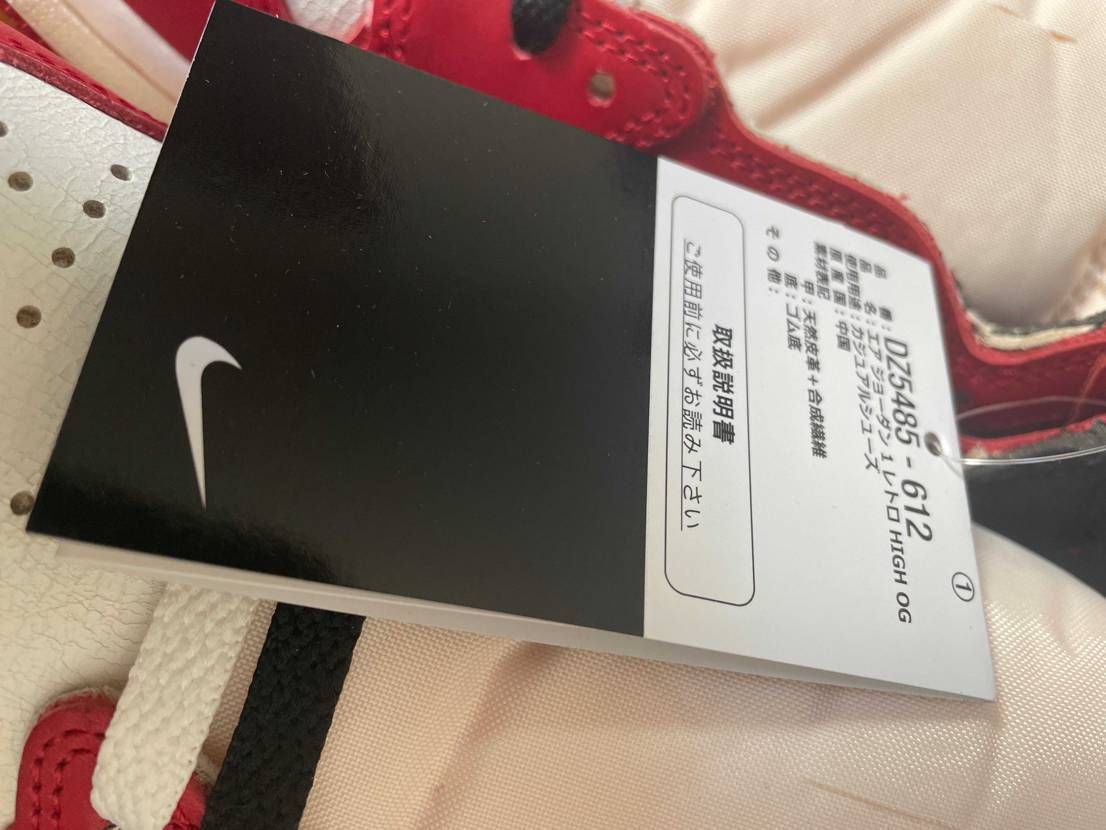 ①
品番：DZ5485 - 612
品名：エア ジョーダン 1 レトロ HIGH OG
使用用途：カジュアルシューズ
原産国：中国
素材表記 甲：天然皮革＋合成繊維
底：ゴム底
その他：
取扱説明書
ご使用前に必ずお読み下さい